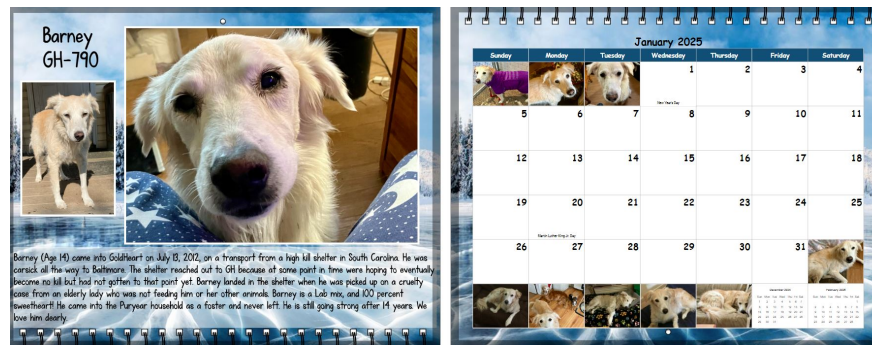 Barney
GH-790
Barney (Age 14) came into GoldHeart on July 13, 2012, on a transport from a high kill shelter in South Carolina. He was
carsick all the way to Baltimore. The shelter reached out to GH because at some point in time were hoping to eventually
become no kill but had not gotten to that point yet. Barney landed in the shelter when he was picked up on a cruelty
case from an elderly lady who was not feeding him or her other animals. Barney is a Lab mix, and 100 percent
sweetheart! He came into the Puryear household as a foster and never left. He is still going strong after 14 years. We
love him dearly.
January 2025
Sunday Monday Tuesday Wednesday Thursday Friday Saturday
1 2 3 4
New Year's Day
5 6 7 8 9 10 11
12 13 14 15 16 17 18
19 20 21 22 23 24 25
Martin Luther King Jr. Day
26 27 28 29 30 31
December 2024 February 2025